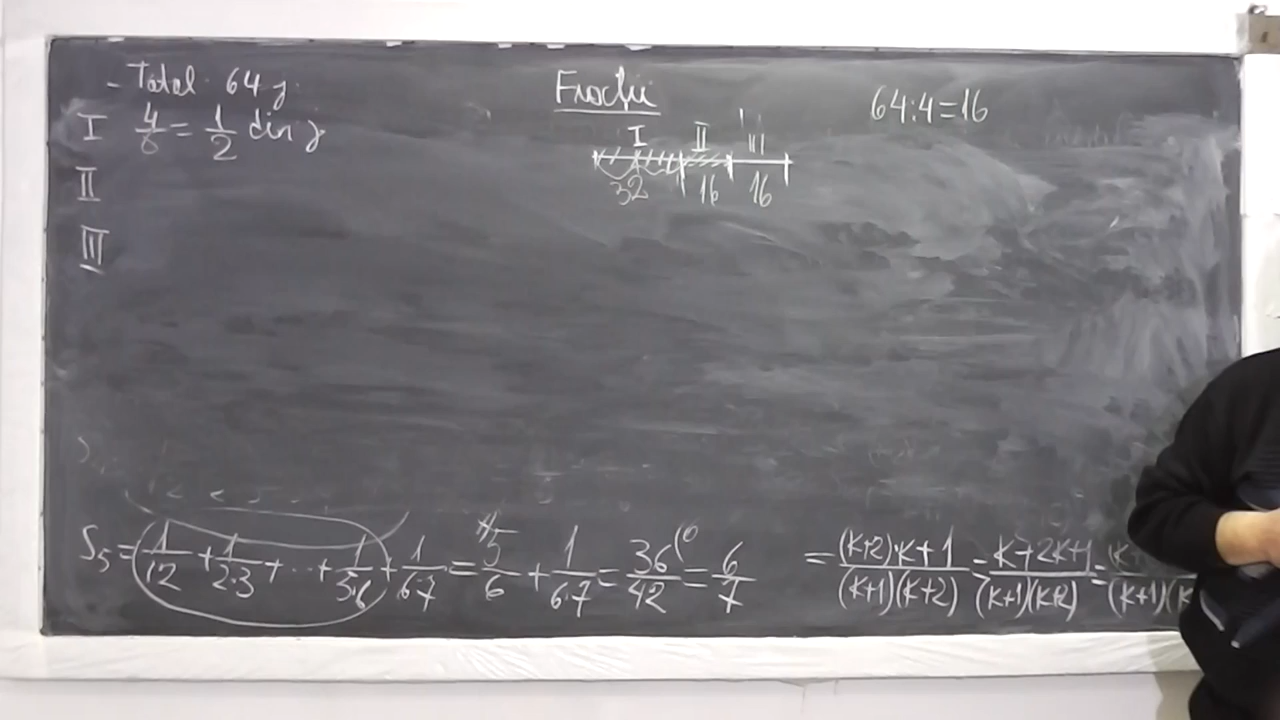 - Total 64 g.
Fracții
64:4=16
I 4/8 = 1/2 din g
II
III
I II III
32 16 16
S5 = 1/1·2 + 1/2·3 + ... + 1/5·6 + 1/6·7 = 5/6 + 1/6·7 = 36/42 = 6/7
= (k+2)·k+1/(k+1)(k+2) = k+2k+1/(k+1)(k+2) =